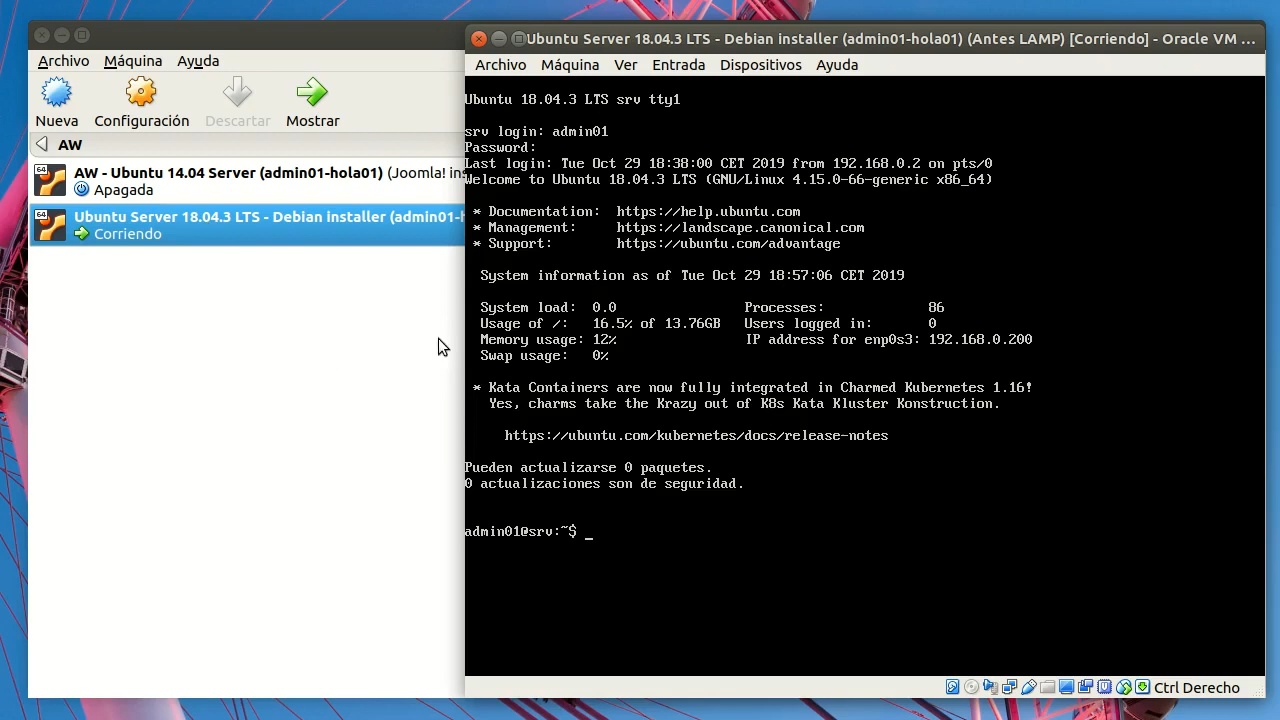 Archivo Máquina Ayuda
Nueva Configuración Descartar Mostrar
AW
64
AW - Ubuntu 14.04 Server (admin01-hola01) (Joomla! in
Apagada
64
Ubuntu Server 18.04.3 LTS - Debian installer (admin01-h
Corriendo
Ubuntu Server 18.04.3 LTS - Debian installer (admin01-hola01) (Antes LAMP) [Corriendo] - Oracle VM ...
Archivo Máquina Ver Entrada Dispositivos Ayuda
Ubuntu 18.04.3 LTS srv tty1
srv login: admin01
Password:
Last login: Tue Oct 29 18:38:00 CET 2019 from 192.168.0.2 on pts/0
Welcome to Ubuntu 18.04.3 LTS (GNU/Linux 4.15.0-66-generic x86_64)
* Documentation: https://help.ubuntu.com
* Management: https://landscape.canonical.com
* Support: https://ubuntu.com/advantage
System information as of Tue Oct 29 18:57:06 CET 2019
System load: 0.0 Processes: 86
Usage of /: 16.5% of 13.76GB Users logged in: 0
Memory usage: 12% IP address for enp0s3: 192.168.0.200
Swap usage: 0%
* Kata Containers are now fully integrated in Charmed Kubernetes 1.16!
Yes, charms take the Krazy out of K8s Kata Kluster Konstruction.
https://ubuntu.com/kubernetes/docs/release-notes
Pueden actualizarse 0 paquetes.
0 actualizaciones son de seguridad.
admin01@srv:~$ _
Ctrl Derecho